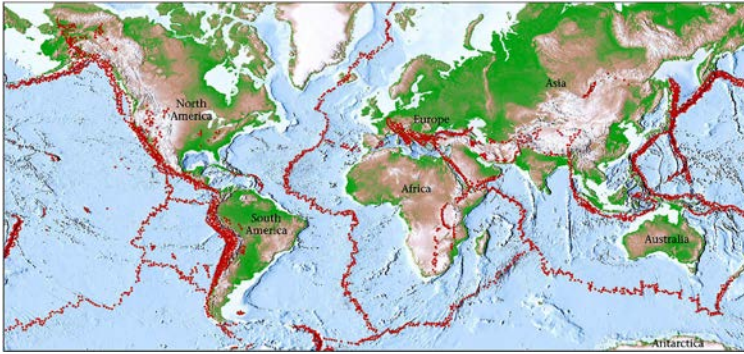 North
America
Europe
Asia
Africa
South
America
Australia
Antarctica